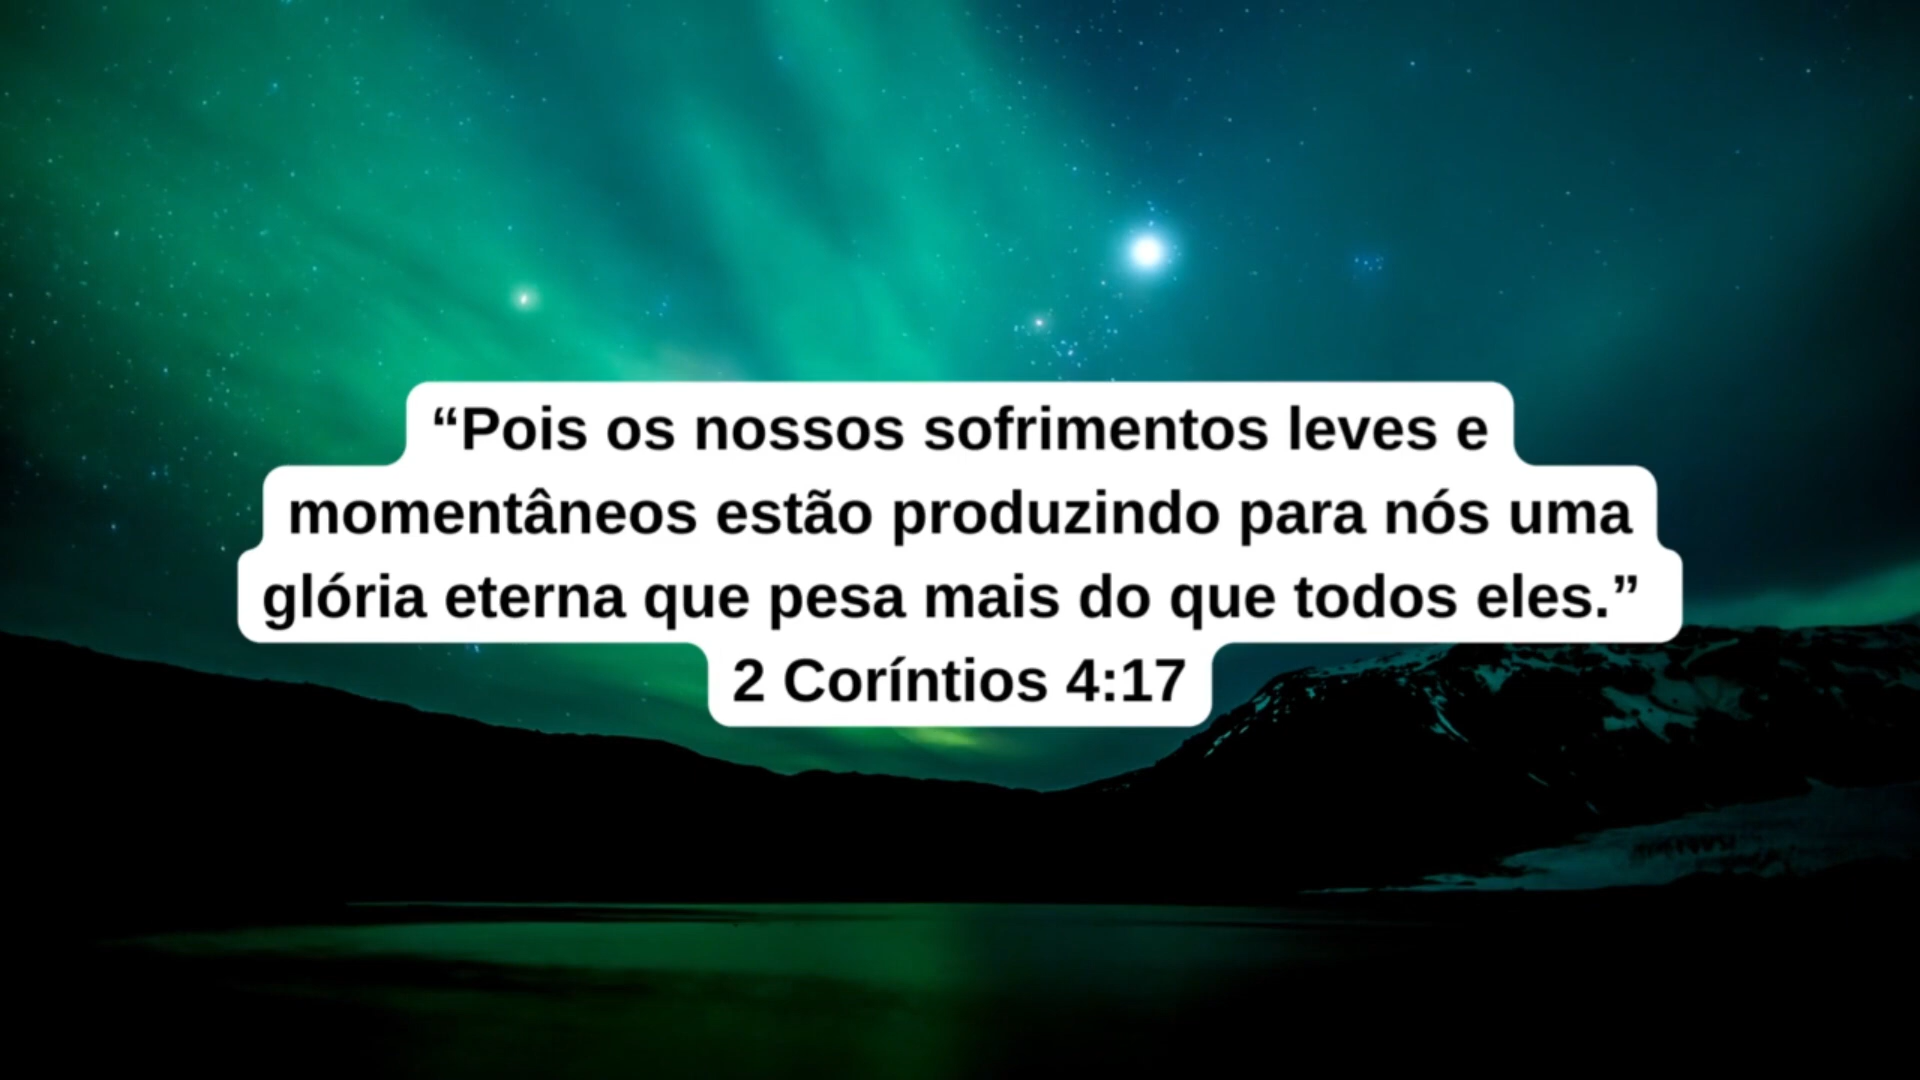 “Pois os nossos sofrimentos leves e
momentâneos estão produzindo para nós uma
glória eterna que pesa mais do que todos eles.”
2 Coríntios 4:17